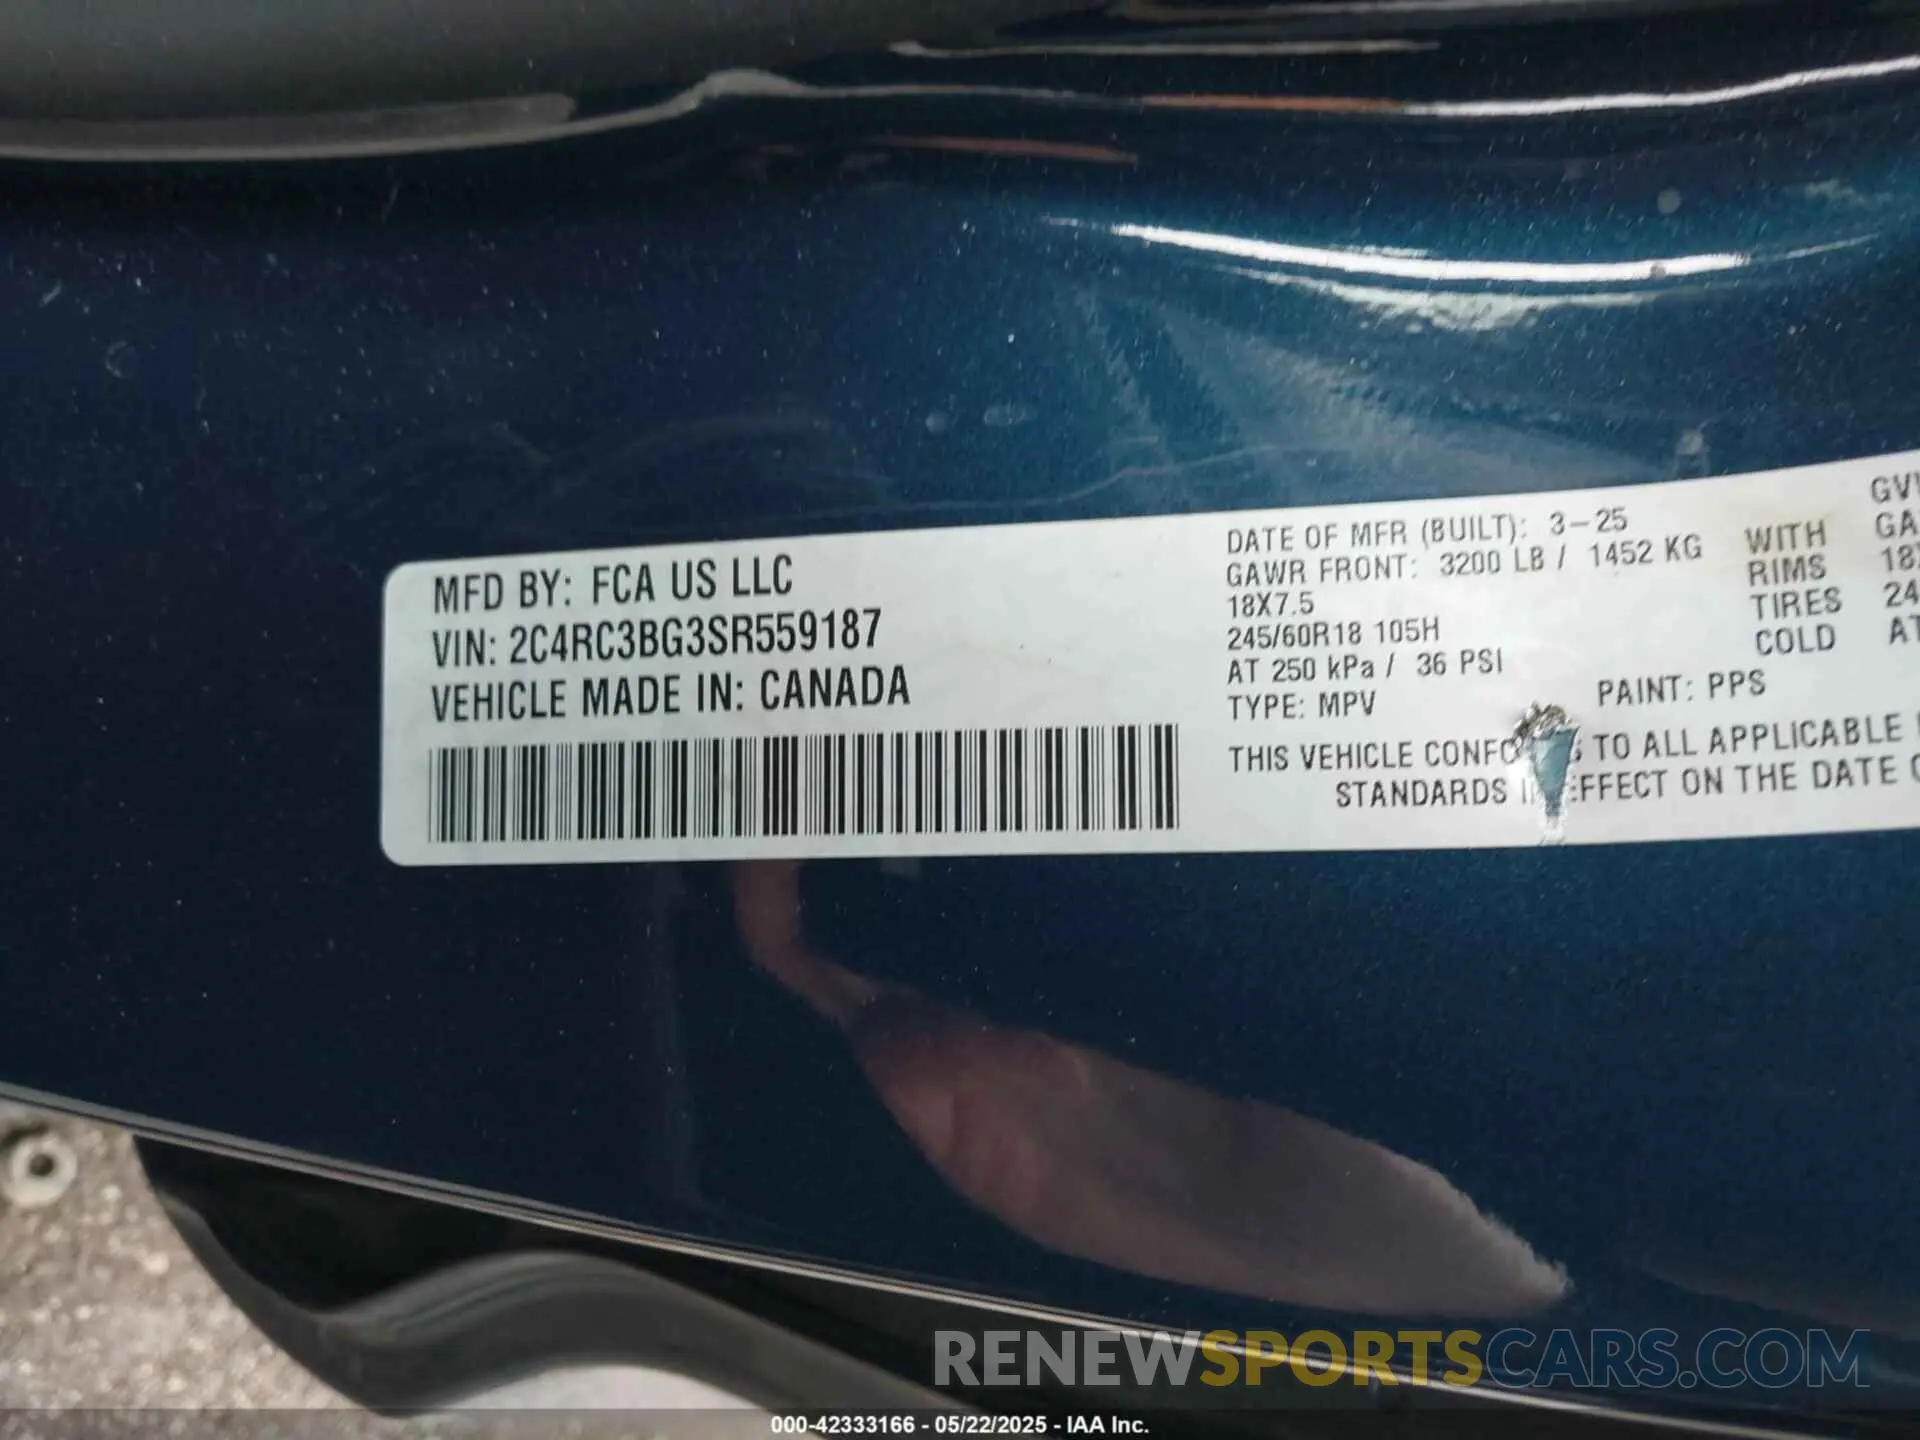 MFD BY: FCA US LLC
VIN: 2C4RC3BG3SR559187
VEHICLE MADE IN: CANADA
DATE OF MFR (BUILT): 3-25
GAWR FRONT: 3200 LB / 1452 KG WITH
18X7.5 RIMS
245/60R18 105H TIRES
AT 250 kPa / 36 PSI COLD AT
TYPE: MPV PAINT: PPS
THIS VEHICLE TO ALL APPLICABLE
STANDARDS ON THE DATE
RENEWSPORTSCARS.COM
000-42333166 - 05/22/2025 - IAA Inc.